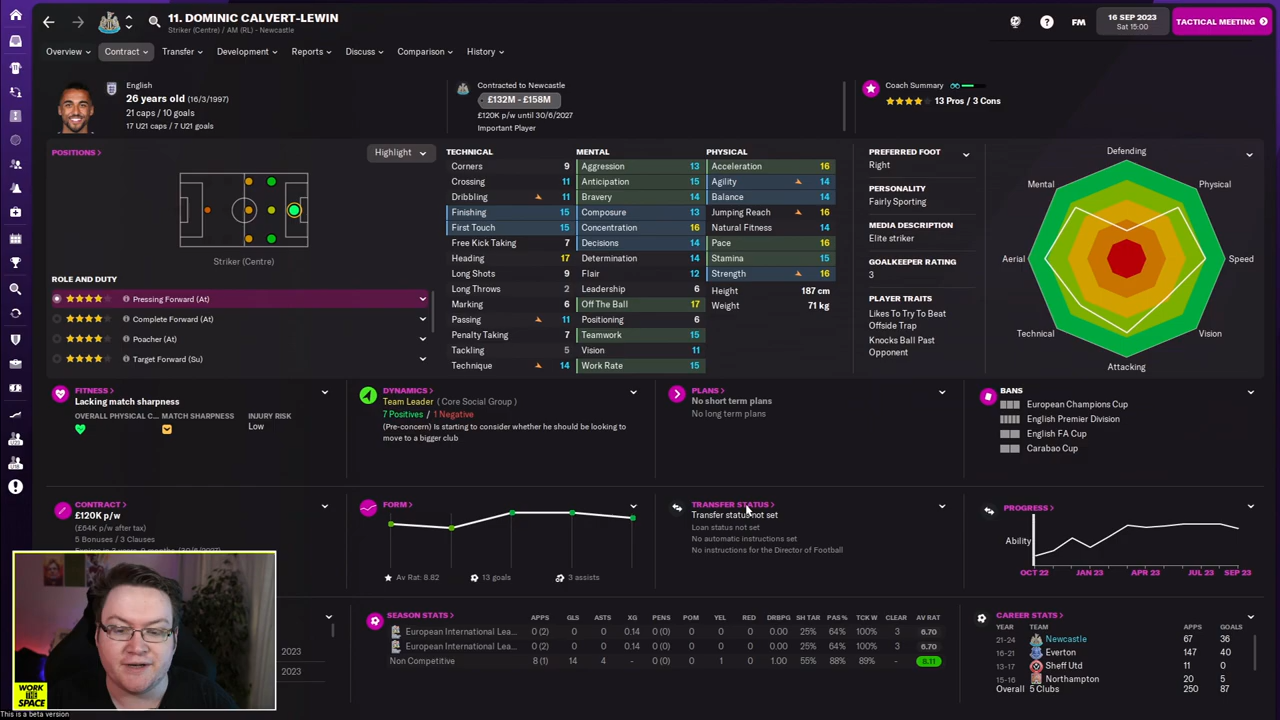 11. DOMINIC CALVERT-LEWIN
Striker (Centre) / AM (RL) - Newcastle
FM
16 SEP 2023
Sat 15:00
TACTICAL MEETING
Overview
Contract
Transfer
Development
Reports
Discuss
Comparison
History
English
26 years old (16/3/1997)
21 caps / 10 goals
17 U21 caps / 7 U21 goals
Contracted to Newcastle
£132M - £158M
£120K p/w until 30/6/2027
Important Player
Coach Summary
13 Pros / 3 Cons
POSITIONS
Highlight
Striker (Centre)
ROLE AND DUTY
Pressing Forward (At)
Complete Forward (At)
Poacher (At)
Target Forward (Su)
TECHNICAL
Corners 9
Crossing 11
Dribbling 11
Finishing 15
First Touch 15
Free Kick Taking 7
Heading 17
Long Shots 9
Long Throws 2
Marking 6
Passing 11
Penalty Taking 7
Tackling 5
Technique 14
MENTAL
Aggression 13
Anticipation 15
Bravery 14
Composure 13
Concentration 16
Decisions 14
Determination 14
Flair 12
Leadership 6
Off The Ball 17
Positioning 6
Teamwork 15
Vision 11
Work Rate 15
PHYSICAL
Acceleration 16
Agility 14
Balance 14
Jumping Reach 16
Natural Fitness 14
Pace 16
Stamina 15
Strength 16
Height 187 cm
Weight 71 kg
PREFERRED FOOT
Right
PERSONALITY
Fairly Sporting
MEDIA DESCRIPTION
Elite striker
GOALKEEPER RATING
3
PLAYER TRAITS
Likes To Try To Beat
Offside Trap
Knocks Ball Past
Opponent
Defending
Physical
Speed
Vision
Attacking
Technical
Aerial
Mental
FITNESS
Lacking match sharpness
OVERALL PHYSICAL C... MATCH SHARPNESS INJURY RISK
Low
DYNAMICS
Team Leader ( Core Social Group )
7 Positives / 1 Negative
(Pre-concern) Is starting to consider whether he should be looking to
move to a bigger club
PLANS
No short term plans
No long term plans
BANS
European Champions Cup
English Premier Division
English FA Cup
Carabao Cup
CONTRACT
£120K p/w
(£64K p/w after tax)
5 Bonuses / 3 Clauses
FORM
Av Rat: 8.82
13 goals
3 assists
TRANSFER STATUS
Transfer status not set
Loan status not set
No automatic instructions set
No instructions for the Director of Football
PROGRESS
Ability
OCT 22 JAN 23 APR 23 JUL 23 SEP 23
2023
2023
SEASON STATS APPS GLS ASTS XG PENS POM YEL RED DRBPG SH TAR PAS % TCK W CLEAR AV RAT
European International Lea... 0 (2) 0 0 0.14 0 (0) 0 0 0 0.00 25% 64% 100% 3 6.70
European International Lea... 0 (2) 0 0 0.14 0 (0) 0 0 0 0.00 25% 64% 100% 3 6.70
Non Competitive 8 (1) 14 4 - 0 (0) 0 1 0 1.00 55% 88% 89% - 8.11
CAREER STATS
YEAR TEAM APPS GOALS
21-24 Newcastle 67 36
16-21 Everton 147 40
13-17 Sheff Utd 11 0
15-16 Northampton 20 5
Overall 5 Clubs 250 87
WORK
THE
SPACE
This is a beta version